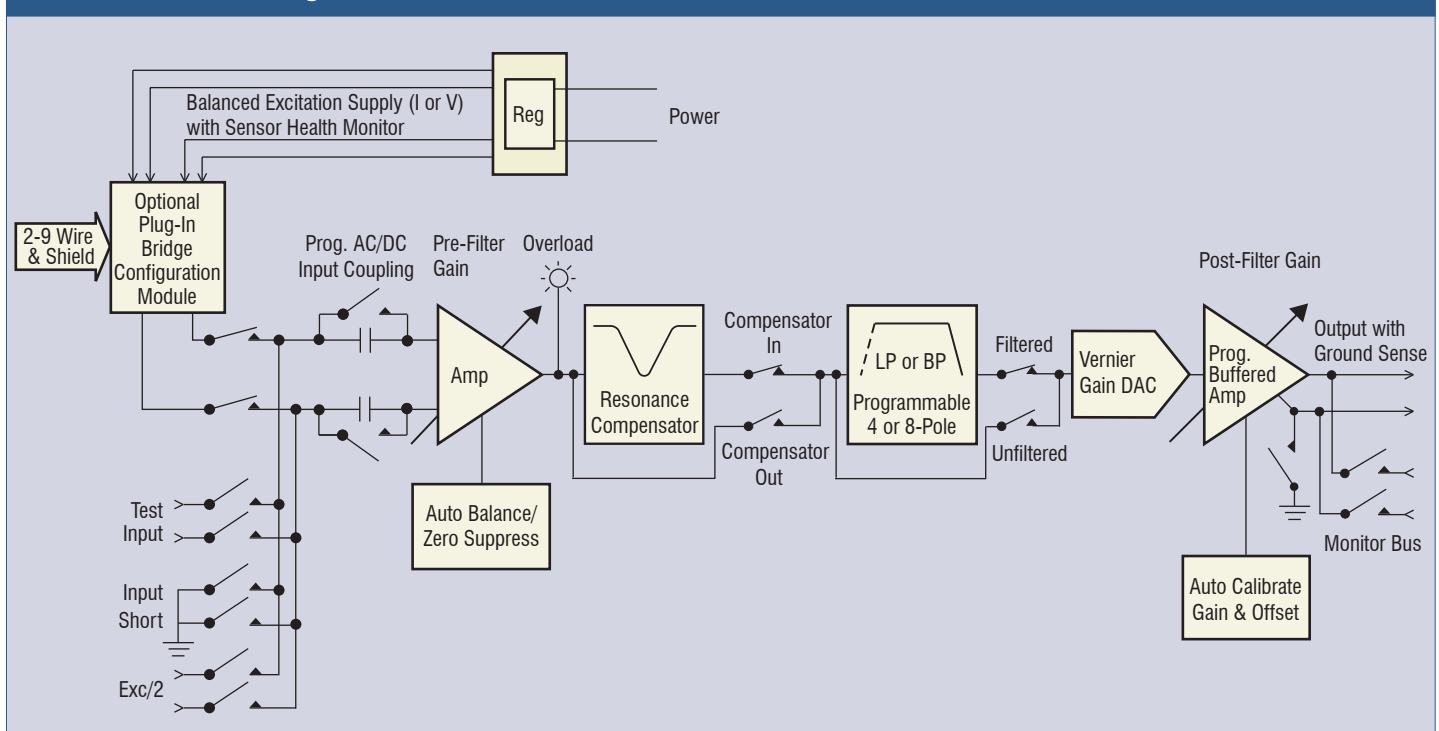 Balanced Excitation Supply (I or V)
with Sensor Health Monitor
Reg
Power
Optional
Plug-In
Bridge
Configuration
Module
2-9 Wire
& Shield
Prog. AC/DC
Input Coupling
Pre-Filter
Gain
Overload
Amp
Resonance
Compensator
Compensator
In
Compensator
Out
LP or BP
Programmable
4 or 8-Pole
Filtered
Unfiltered
Vernier
Gain DAC
Post-Filter Gain
Prog.
Buffered
Amp
Output with
Ground Sense
Monitor Bus
Test
Input
Input
Short
Exc/2
Auto Balance/
Zero Suppress
Auto Calibrate
Gain & Offset